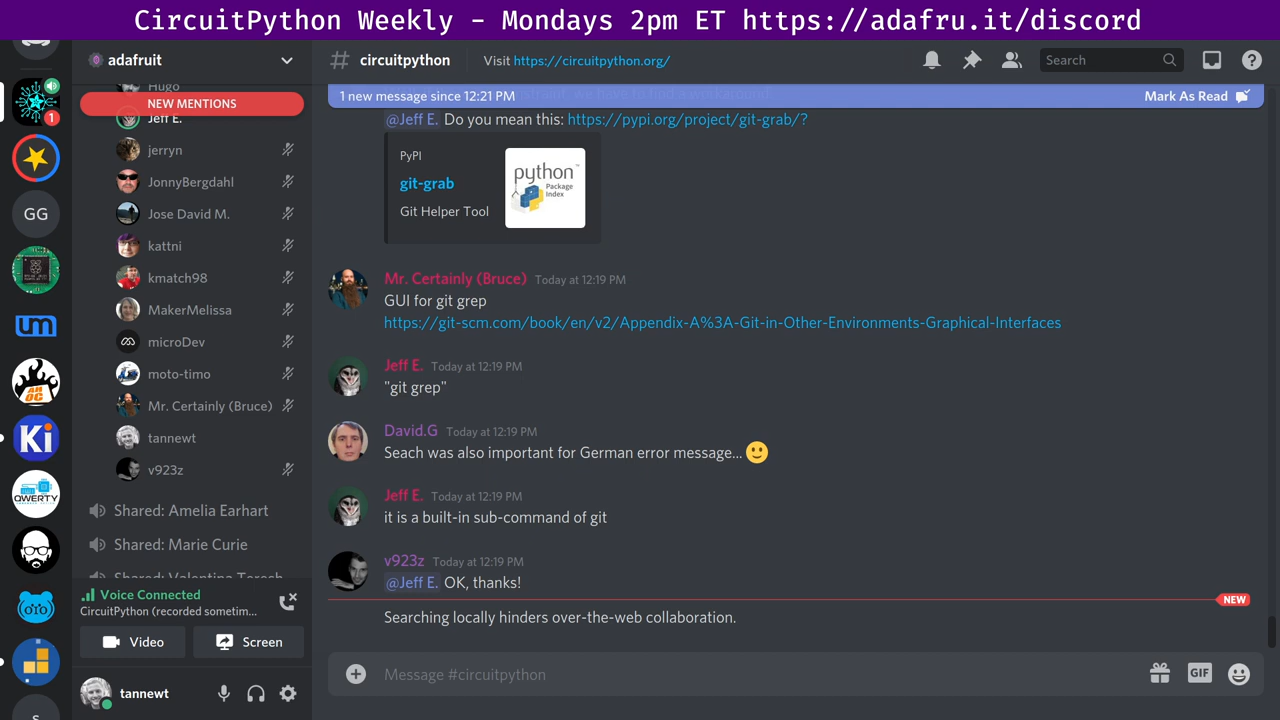 CircuitPython Weekly - Mondays 2pm ET https://adafru.it/discord
adafruit
Hugo
NEW MENTIONS
Jeff E.
jerryn
JonnyBergdahl
Jose David M.
kattni
kmatch98
MakerMelissa
microDev
moto-timo
Mr. Certainly (Bruce)
tannewt
v923z
Shared: Amelia Earhart
Shared: Marie Curie
Voice Connected
CircuitPython (recorded sometim...
Video
Screen
tannewt
1
GG
um
Ki
QWERTY
# circuitpython
Visit https://circuitpython.org/
Search
1 new message since 12:21 PM
Mark As Read
@Jeff E. Do you mean this: https://pypi.org/project/git-grab/?
PyPI
git-grab
Git Helper Tool
python
Package
Index
Mr. Certainly (Bruce) Today at 12:19 PM
GUI for git grep
https://git-scm.com/book/en/v2/Appendix-A%3A-Git-in-Other-Environments-Graphical-Interfaces
Jeff E. Today at 12:19 PM
"git grep"
David.G Today at 12:19 PM
Seach was also important for German error message... 🙂
Jeff E. Today at 12:19 PM
it is a built-in sub-command of git
v923z Today at 12:19 PM
@Jeff E. OK, thanks!
NEW
Searching locally hinders over-the-web collaboration.
Message #circuitpython
GIF